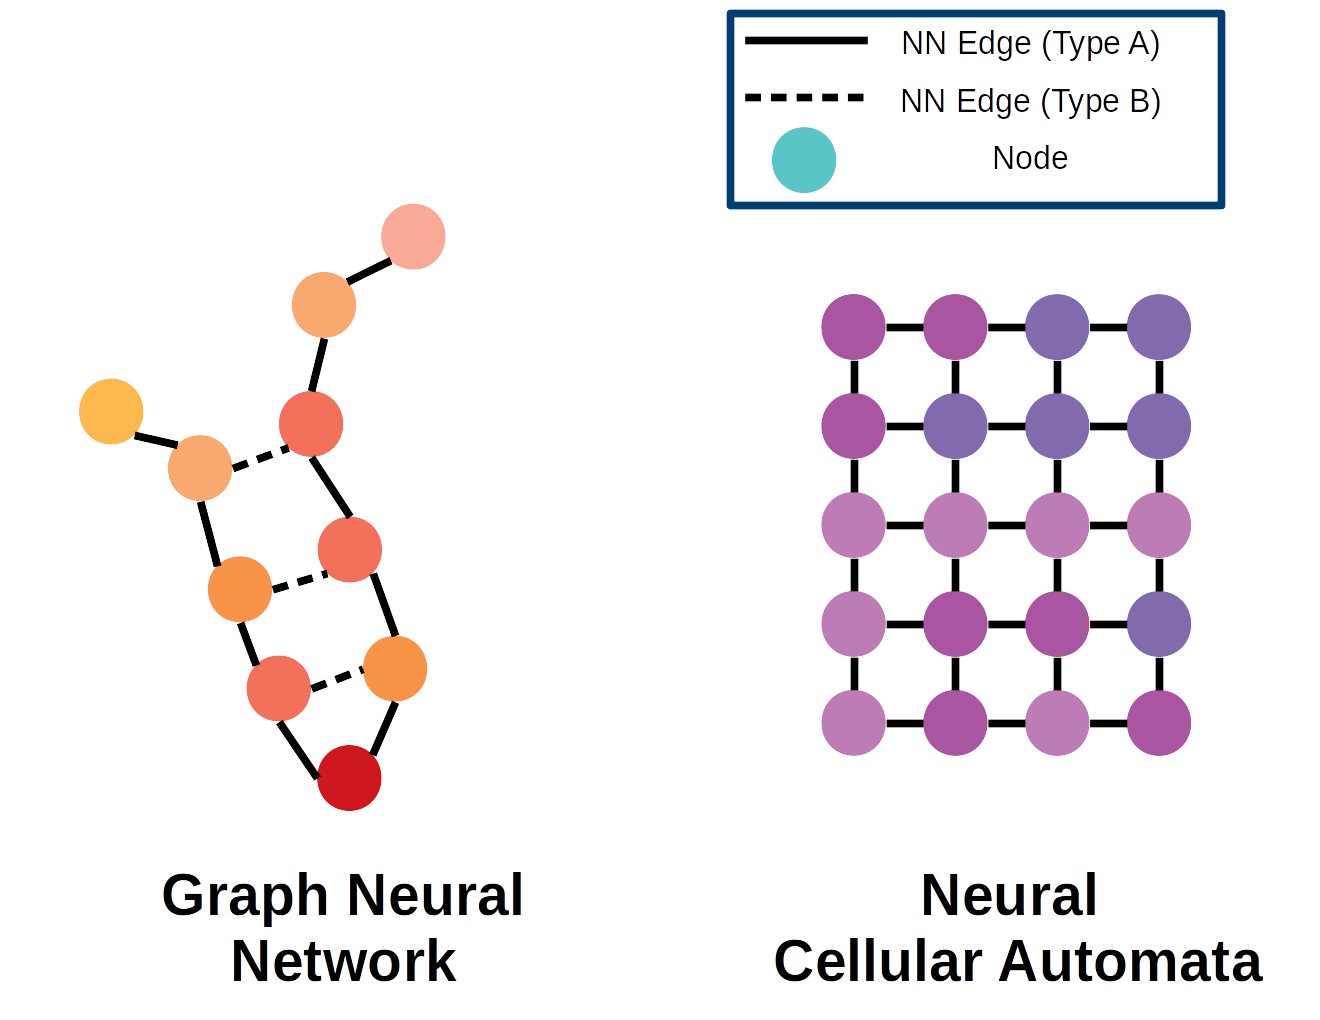 NN Edge (Type A)
NN Edge (Type B)
Node
Graph Neural
Network
Neural
Cellular Automata